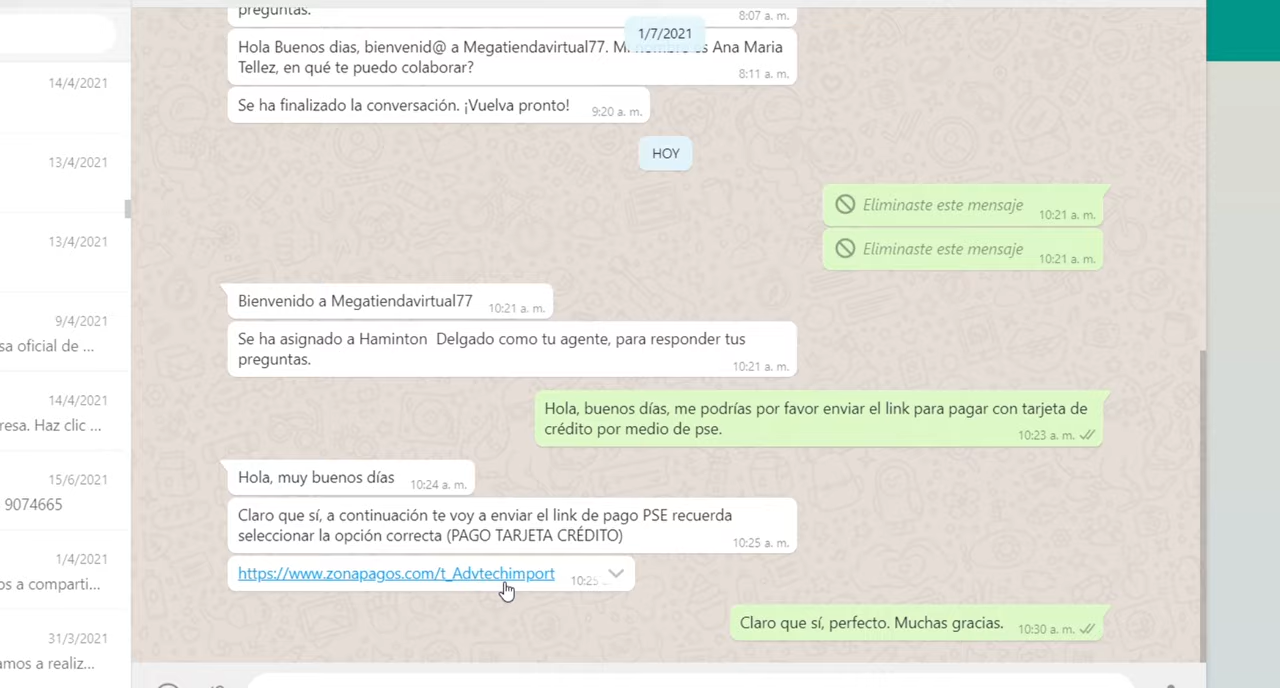 preguntas.
8:07 a. m.
1/7/2021
Hola Buenos dias, bienvenid@ a Megatiendavirtual77. Mi nombre es Ana Maria
Tellez, en qué te puedo colaborar?
8:11 a. m.
Se ha finalizado la conversación. ¡Vuelva pronto!
9:20 a. m.
HOY
Eliminaste este mensaje
10:21 a. m.
Eliminaste este mensaje
10:21 a. m.
Bienvenido a Megatiendavirtual77
10:21 a. m.
Se ha asignado a Haminton  Delgado como tu agente, para responder tus
preguntas.
10:21 a. m.
Hola, buenos días, me podrías por favor enviar el link para pagar con tarjeta de
crédito por medio de pse.
10:23 a. m.
Hola, muy buenos días
10:24 a. m.
Claro que sí, a continuación te voy a enviar el link de pago PSE recuerda
seleccionar la opción correcta (PAGO TARJETA CRÉDITO)
10:25 a. m.
https://www.zonapagos.com/t_Advtechimport
10:25
Claro que sí, perfecto. Muchas gracias.
10:30 a. m.
14/4/2021
13/4/2021
13/4/2021
9/4/2021
sa oficial de ...
14/4/2021
resa. Haz clic ...
15/6/2021
9074665
1/4/2021
os a comparti...
31/3/2021
amos a realiz...